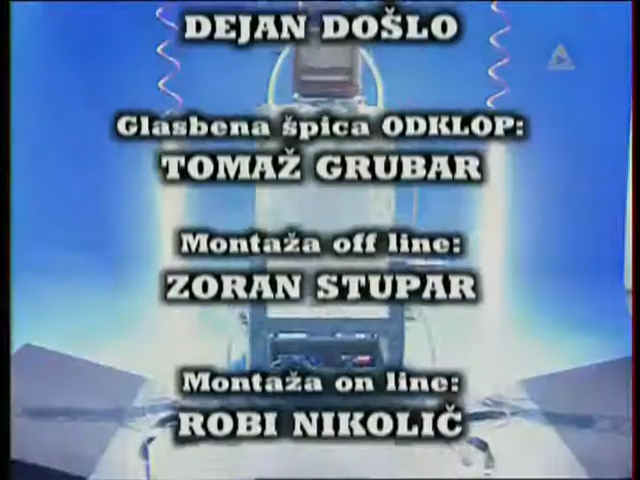 DEJAN DOŠLO
Glasbena špica ODKLOP:
TOMAŽ GRUBAR
Montaža off line:
ZORAN STUPAR
Montaža on line:
ROBI NIKOLIČ